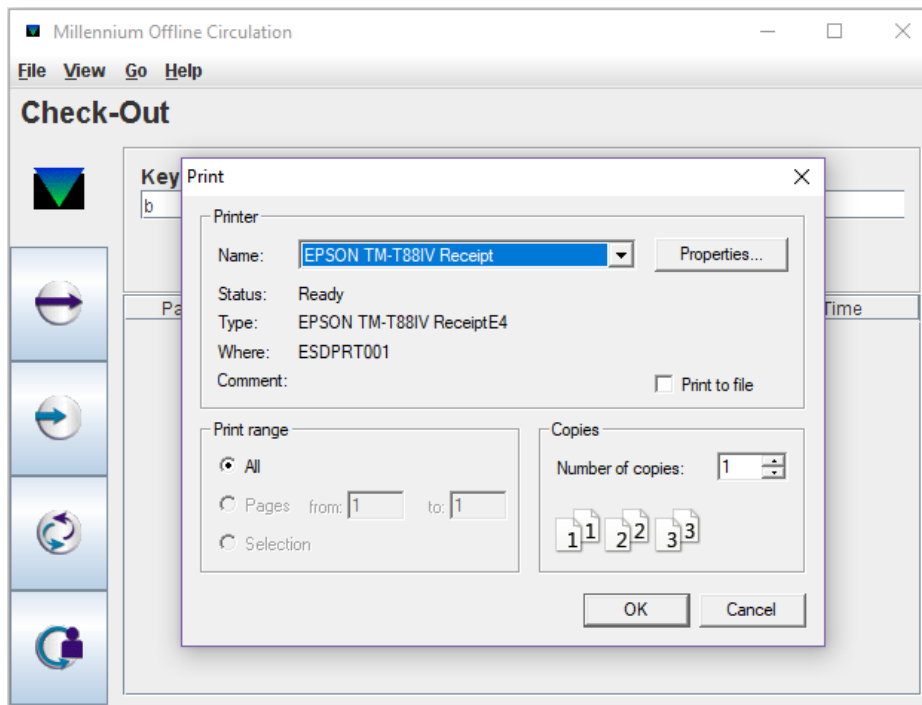 Millennium Offline Circulation
File View Go Help
Check-Out
Key
b
Pa
Time
Print
Printer
Name: EPSON TM-T88IV Receipt Properties...
Status: Ready
Type: EPSON TM-T88IV ReceiptE4
Where: ESDPRT001
Comment:
Print to file
Print range
All
Pages from: 1 to: 1
Selection
Copies
Number of copies: 1
1 1 2 2 3 3
OK Cancel